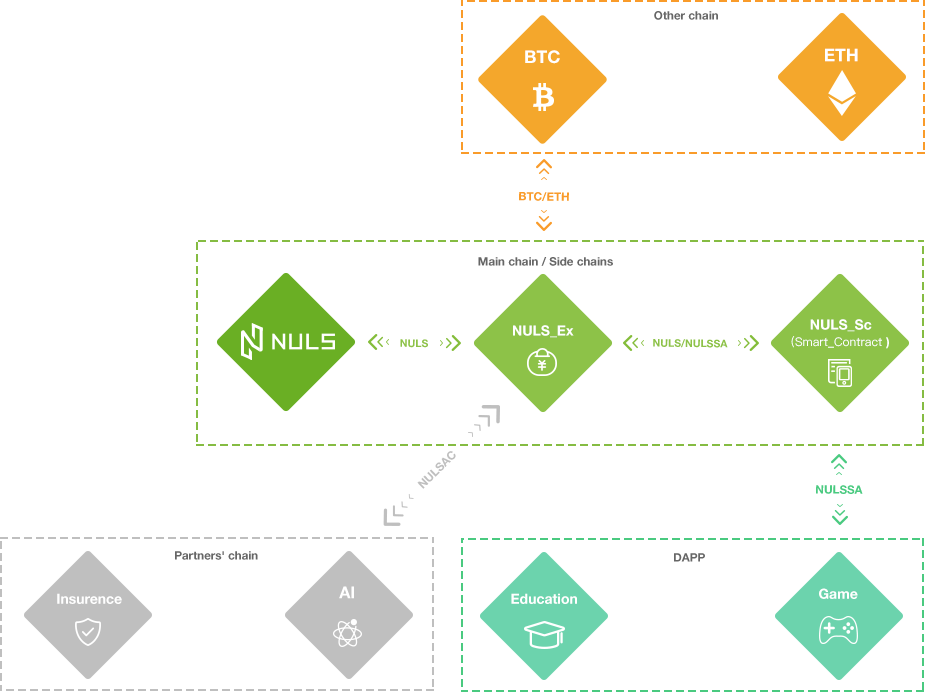 Other chain
BTC
ETH
BTC/ETH
Main chain / Side chains
NULS
NULS
NULS_Ex
NULS/NULSSA
NULS_Sc
(Smart_Contract )
NULSAC
NULSSA
Partners' chain
Insurence
AI
DAPP
Education
Game